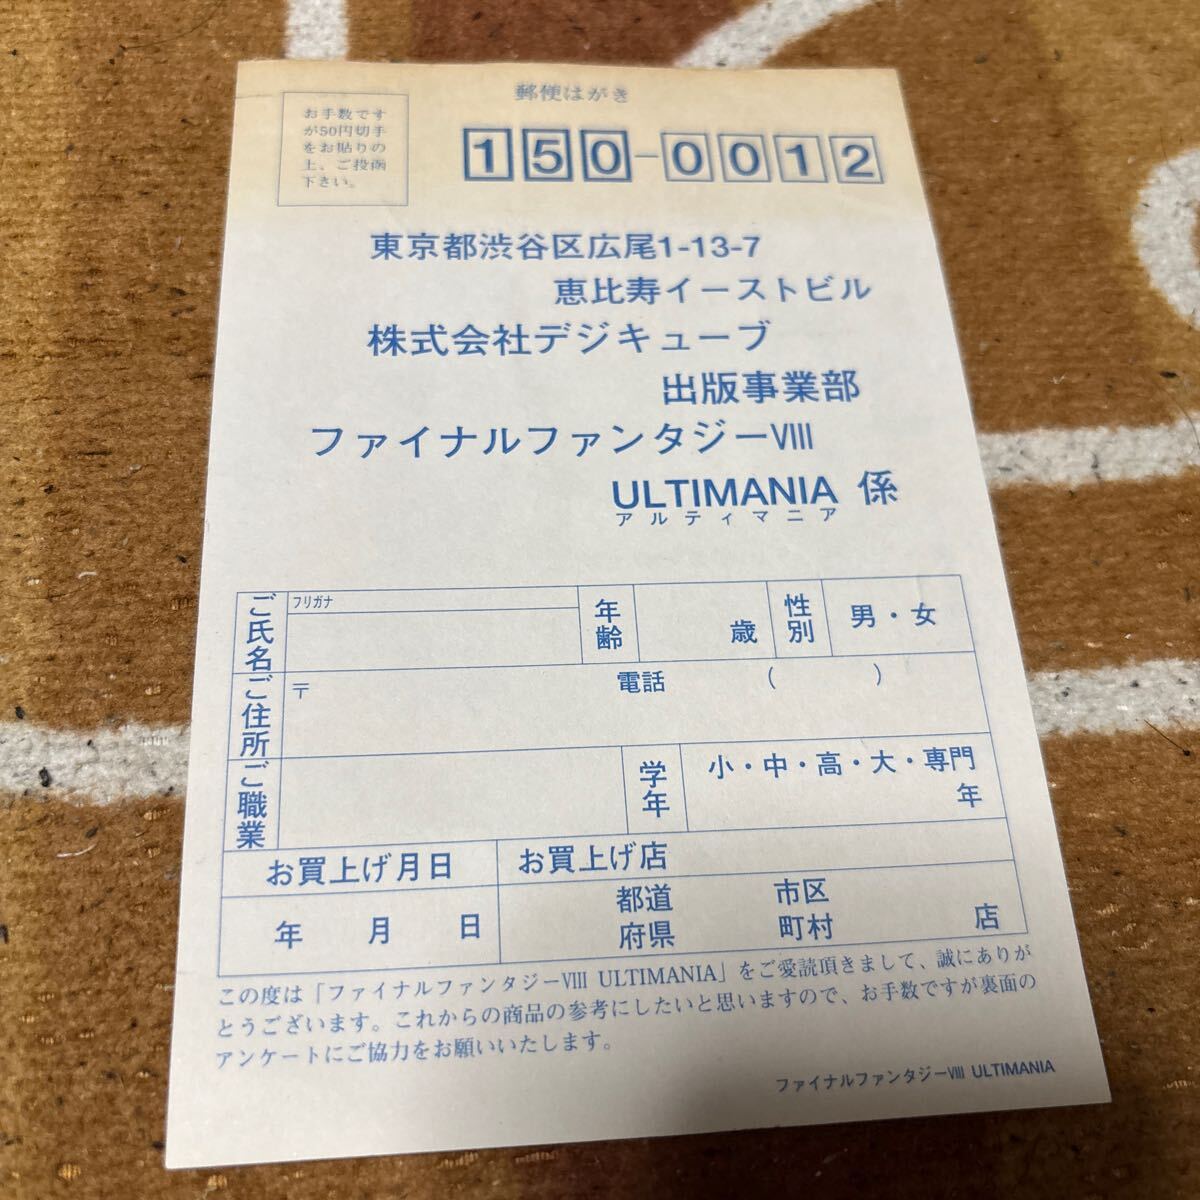 郵便はがき
お手数です
が50円切手
をお貼りの
上、ご投函
下さい。
150-0012
東京都渋谷区広尾1-13-7
恵比寿イーストビル
株式会社デジキューブ
出版事業部
ファイナルファンタジーVIII
ULTIMANIA 係
アルティマニア
ご氏名
フリガナ
年齢
歳
性別
男・女
ご住所
〒
電話 ( )
ご職業
学年
小・中・高・大・専門
年
お買上げ月日
年 月 日
お買上げ店
都道 市区
府県 町村 店
この度は「ファイナルファンタジーVIII ULTIMANIA」をご愛読頂きまして、誠にありが
とうございます。これからの商品の参考にしたいと思いますので、お手数ですが裏面の
アンケートにご協力をお願いいたします。
ファイナルファンタジーVIII ULTIMANIA